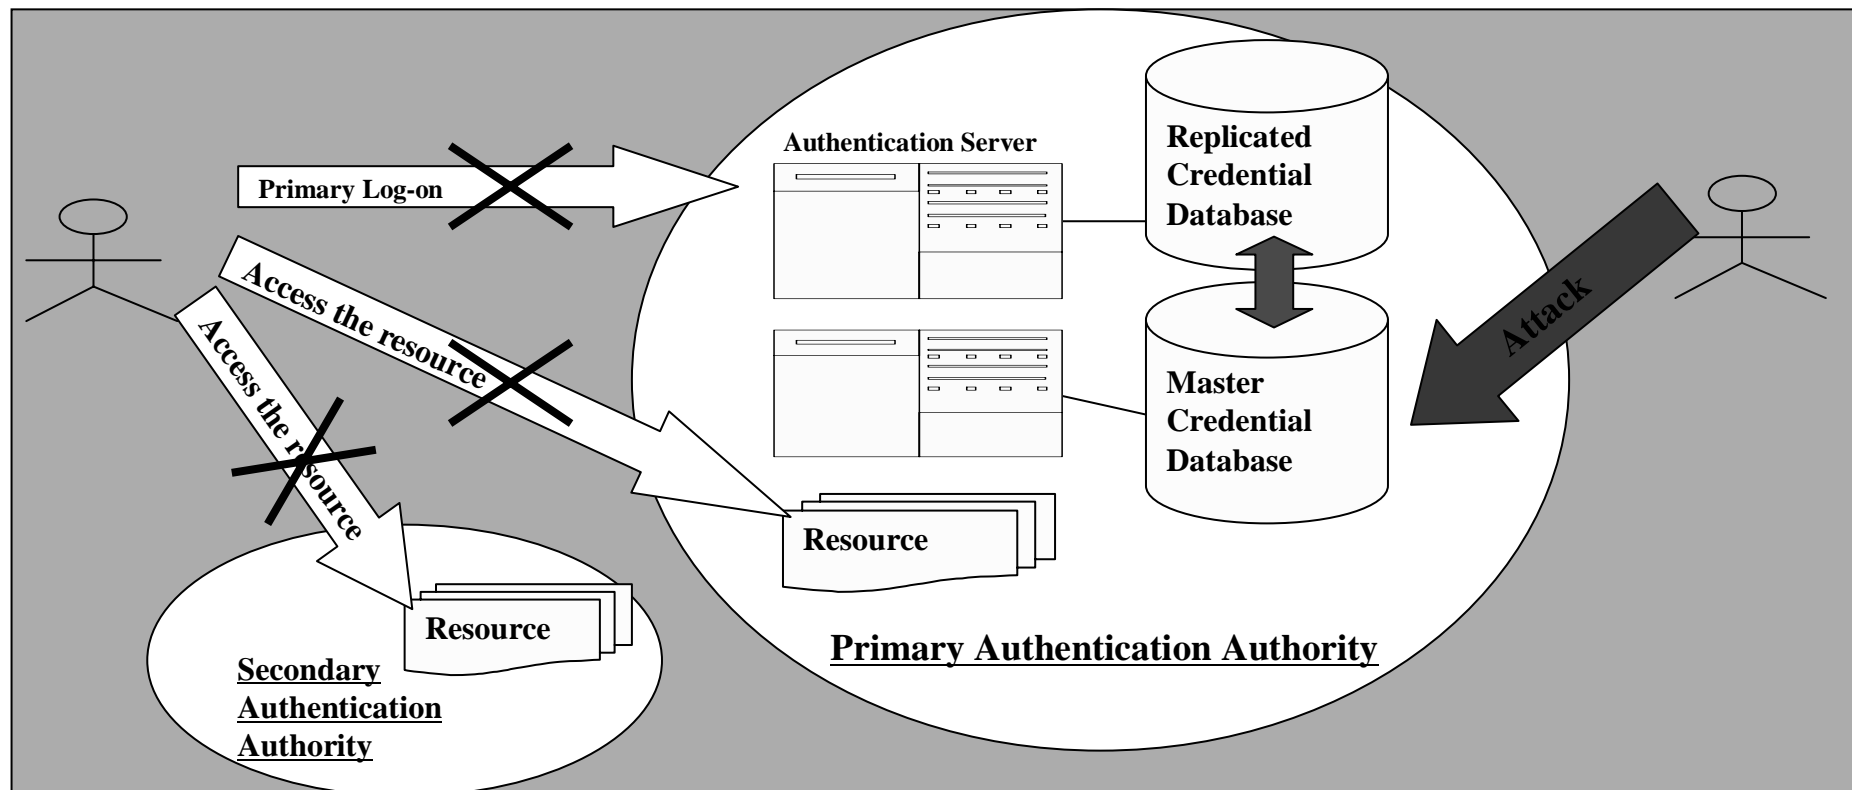 Authentication Server
Replicated
Credential
Database
Primary Log-on
Access the resource
Access the resource
Attack
Master
Credential
Database
Resource
Resource
Primary Authentication Authority
Secondary
Authentication
Authority